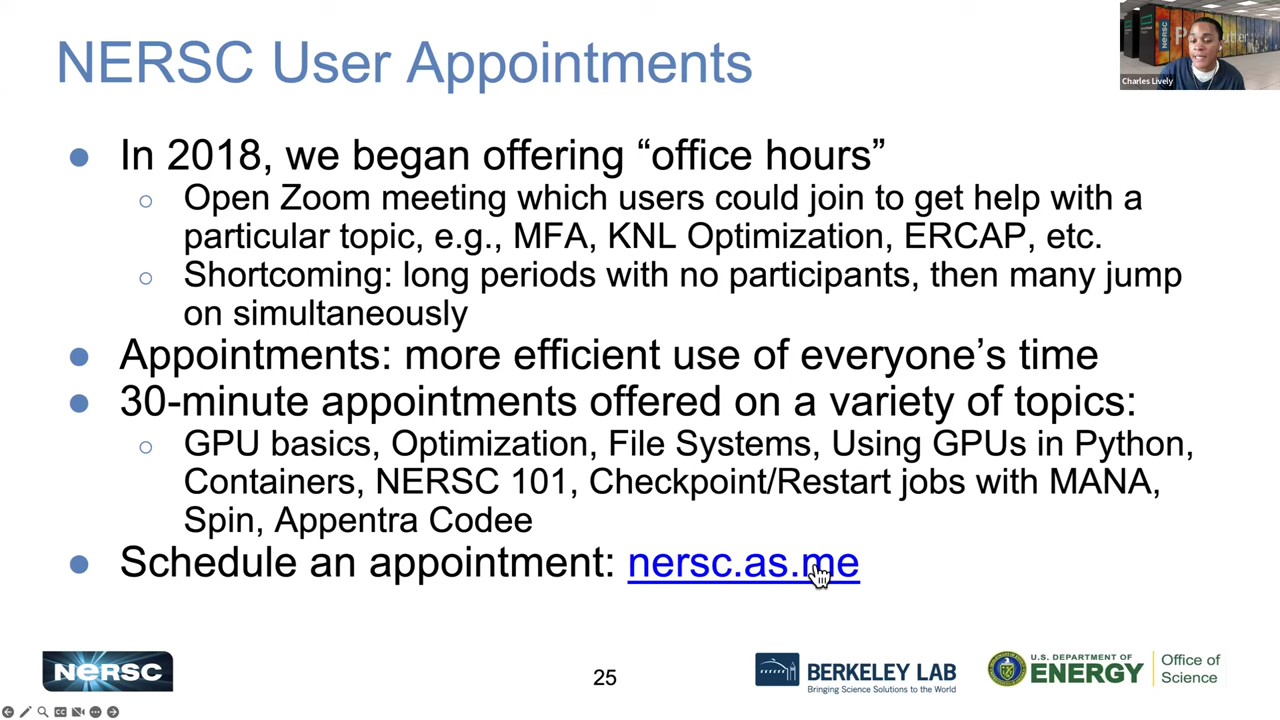 NERSC User Appointments
Charles Lively
● In 2018, we began offering “office hours”
○ Open Zoom meeting which users could join to get help with a
particular topic, e.g., MFA, KNL Optimization, ERCAP, etc.
○ Shortcoming: long periods with no participants, then many jump
on simultaneously
● Appointments: more efficient use of everyone’s time
● 30-minute appointments offered on a variety of topics:
○ GPU basics, Optimization, File Systems, Using GPUs in Python,
Containers, NERSC 101, Checkpoint/Restart jobs with MANA,
Spin, Appentra Codee
● Schedule an appointment: nersc.as.me
NERSC
25
BERKELEY LAB
Bringing Science Solutions to the World
U.S. DEPARTMENT OF
ENERGY
Office of
Science